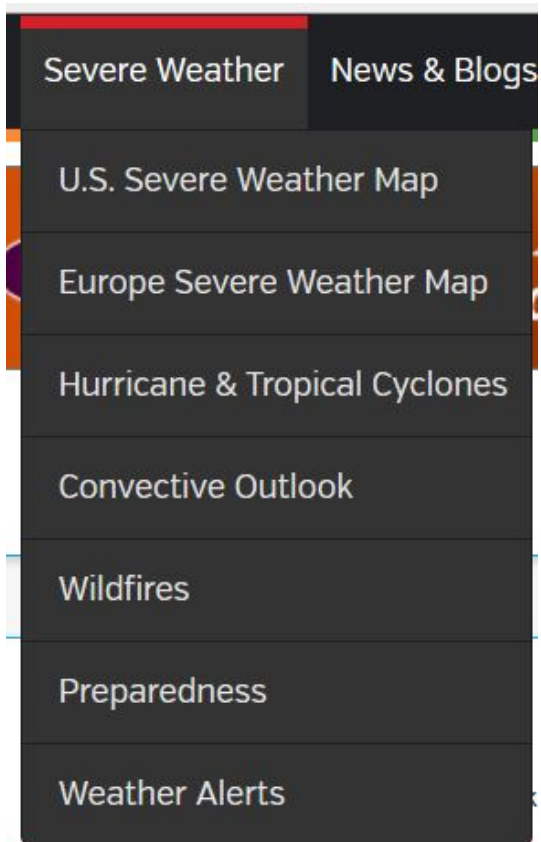 Severe Weather
News & Blogs
U.S. Severe Weather Map
Europe Severe Weather Map
Hurricane & Tropical Cyclones
Convective Outlook
Wildfires
Preparedness
Weather Alerts